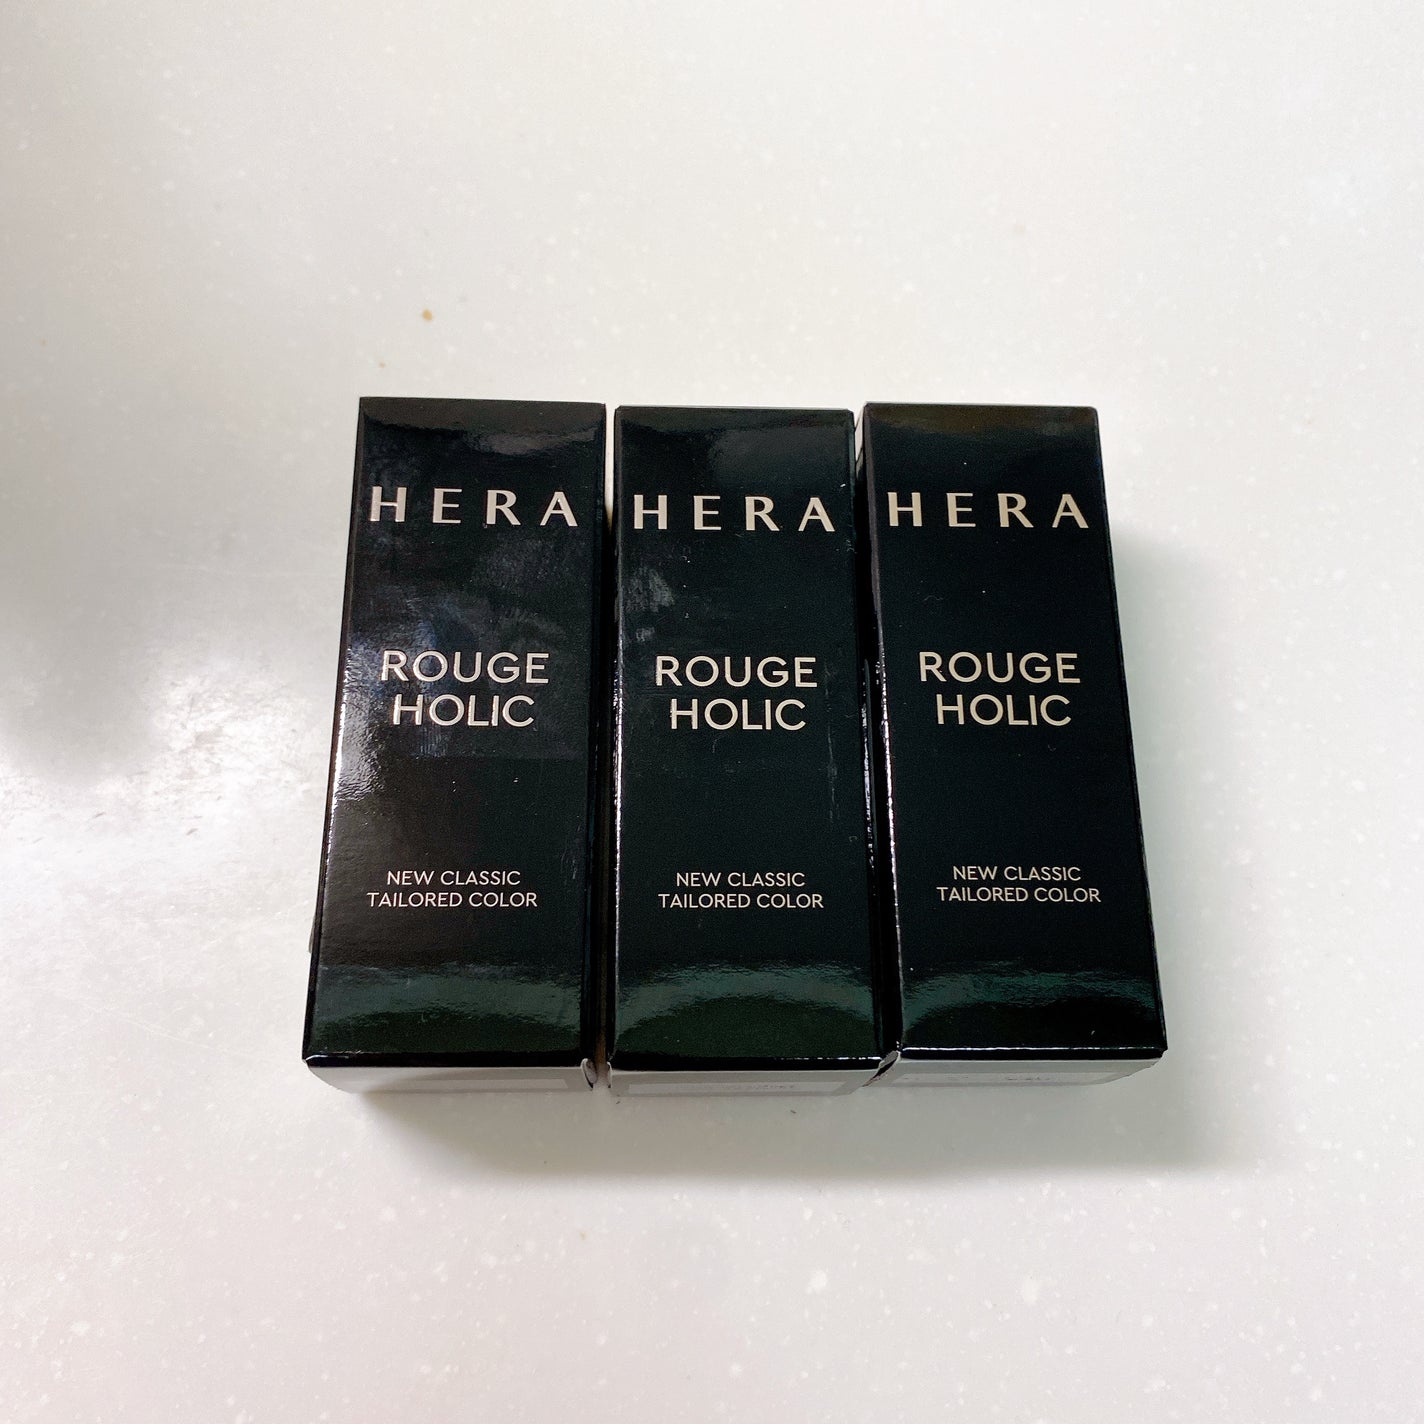 HERA
ROUGE
HOLIC
NEW CLASSIC
TAILORED COLOR
HERA
ROUGE
HOLIC
NEW CLASSIC
TAILORED COLOR
HERA
ROUGE
HOLIC
NEW CLASSIC
TAILORED COLOR